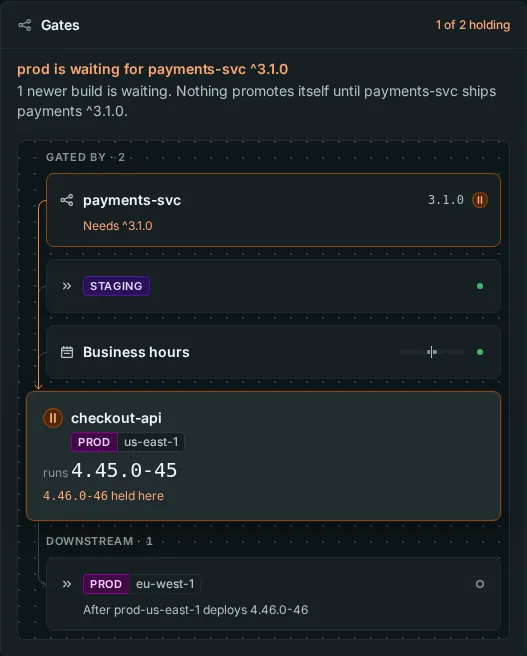 Gates
1 of 2 holding
prod is waiting for payments-svc ^3.1.0
1 newer build is waiting. Nothing promotes itself until payments-svc ships
payments ^3.1.0.
GATED BY · 2
payments-svc
3.1.0
Needs ^3.1.0
STAGING
Business hours
checkout-api
PROD us-east-1
runs 4.45.0-45
4.46.0-46 held here
DOWNSTREAM · 1
PROD eu-west-1
After prod-us-east-1 deploys 4.46.0-46